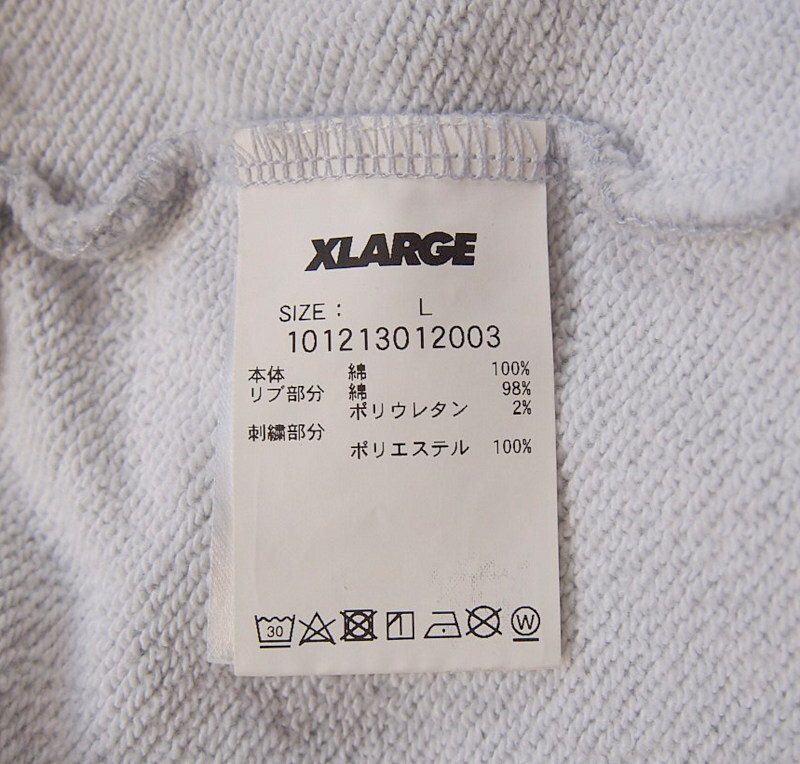 XLARGE
SIZE : L
101213012003
本体 綿 100%
リブ部分 綿 98%
ポリウレタン 2%
刺繍部分
ポリエステル 100%
30 W